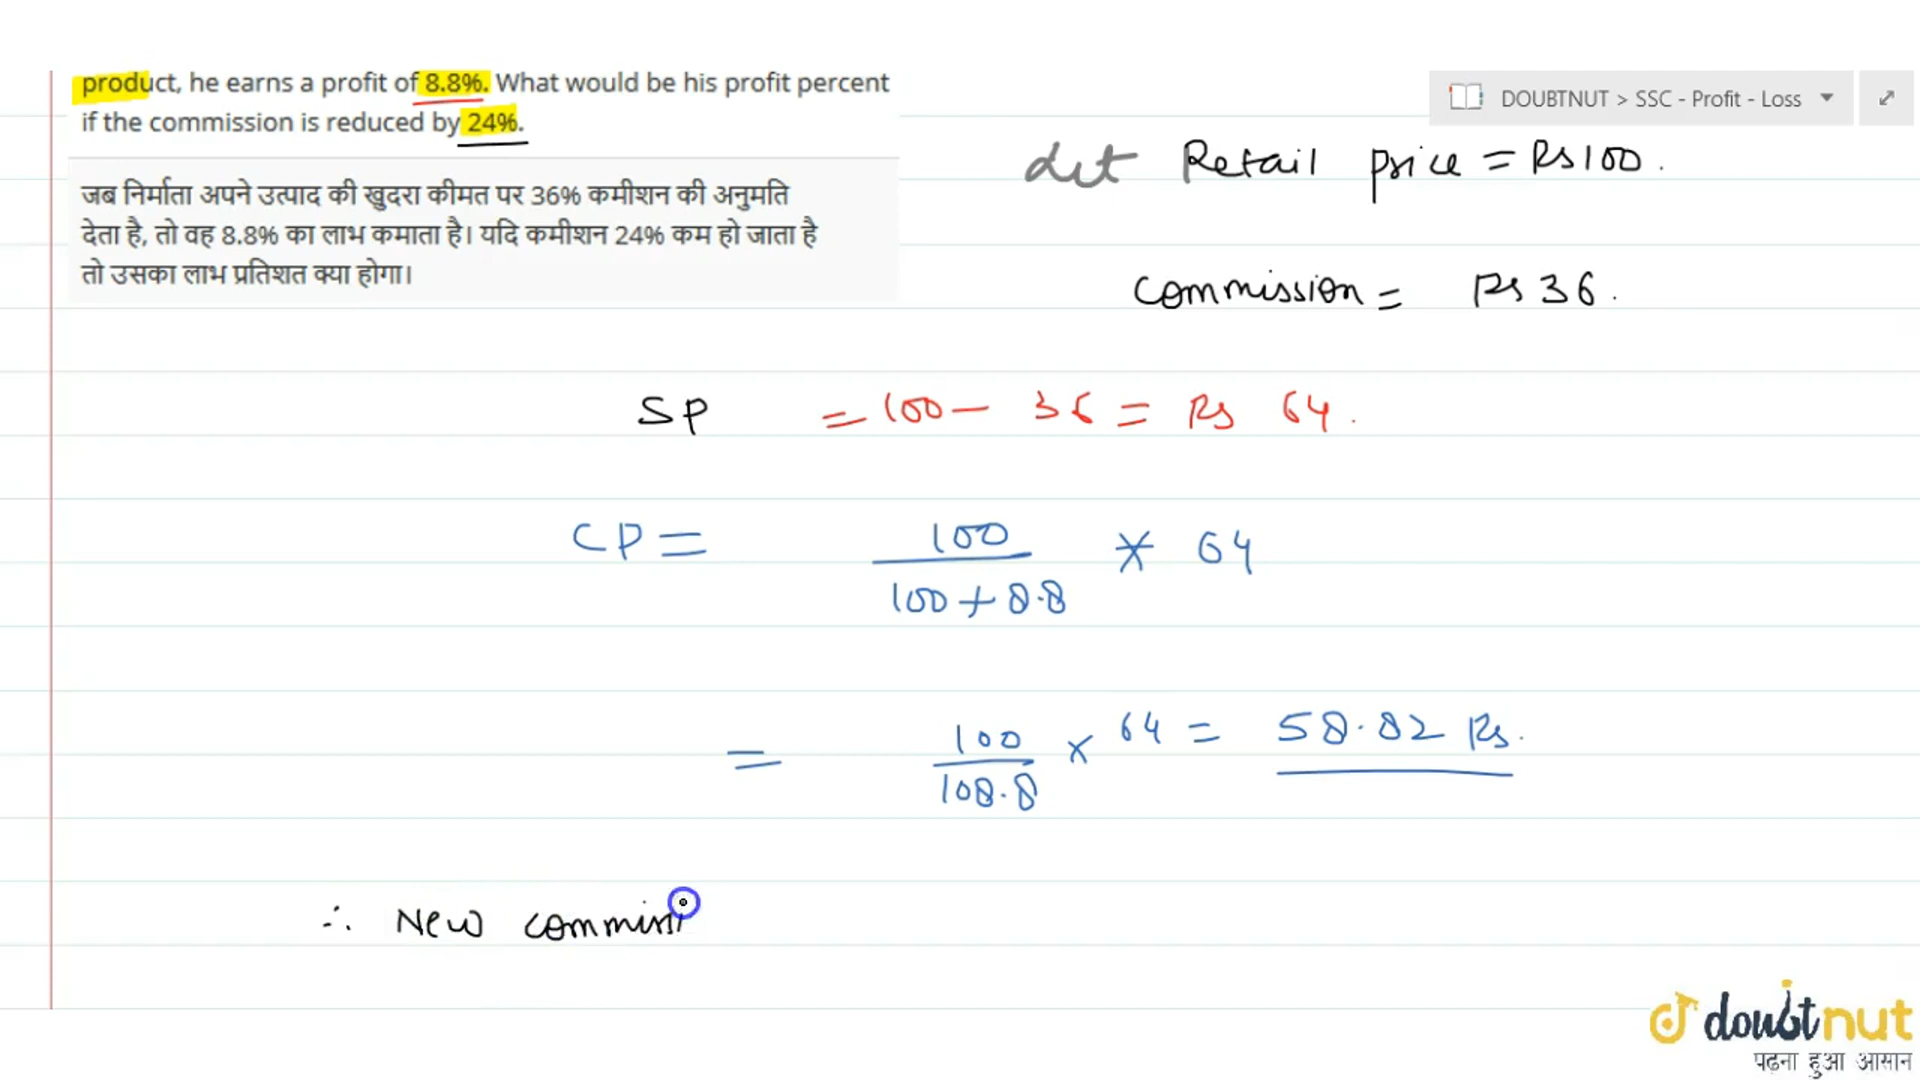 product, he earns a profit of 8.8%. What would be his profit percent
if the commission is reduced by 24%.
जब निर्माता अपने उत्पाद की खुदरा कीमत पर 36% कमीशन की अनुमति
देता है, तो वह 8.8% का लाभ कमाता है। यदि कमीशन 24% कम हो जाता है
तो उसका लाभ प्रतिशत क्या होगा।
DOUBTNUT > SSC - Profit - Loss
Let Retail price = Rs100.
Commission = Rs 36.
SP = 100 - 36 = Rs 64.
CP = 100 / 100 + 8.8 * 64
= 100 / 108.8 × 64 = 58.82 Rs.
∴ New commini
doubtnut
पढ़ना हुआ आसान